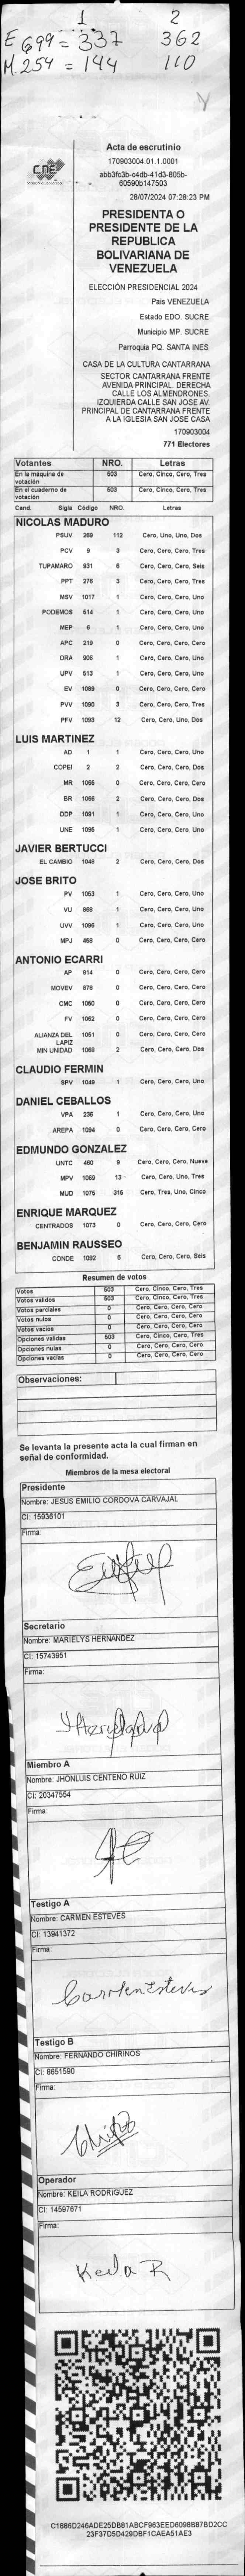 1 2
E 699 = 337 362
M. 254 = 144 110
Y
CNE
Acta de escrutinio
170903004.01.1.0001
abb3fc3b-c4db-41d3-805b-
60590b147503
28/07/2024 07:28:23 PM
PRESIDENTA O
PRESIDENTE DE LA
REPUBLICA
BOLIVARIANA DE
VENEZUELA
ELECCIÓN PRESIDENCIAL 2024
Pais VENEZUELA
Estado EDO. SUCRE
Municipio MP. SUCRE
Parroquia PQ. SANTA INES
CASA DE LA CULTURA CANTARRANA
SECTOR CANTARRANA FRENTE
AVENIDA PRINCIPAL. DERECHA
CALLE LOS ALMENDRONES.
IZQUIERDA CALLE SAN JOSE AV.
PRINCIPAL DE CANTARRANA FRENTE
A LA IGLESIA SAN JOSE CASA
170903004
771 Electores
Votantes NRO. Letras
En la máquina de votación 503 Cero, Cinco, Cero, Tres
En el cuaderno de votación 503 Cero, Cinco, Cero, Tres
Cand. Sigla Código NRO. Letras
NICOLAS MADURO
PSUV 269 112 Cero, Uno, Uno, Dos
PCV 9 3 Cero, Cero, Cero, Tres
TUPAMARO 931 6 Cero, Cero, Cero, Seis
PPT 276 3 Cero, Cero, Cero, Tres
MSV 1017 1 Cero, Cero, Cero, Uno
PODEMOS 514 1 Cero, Cero, Cero, Uno
MEP 6 1 Cero, Cero, Cero, Uno
APC 219 0 Cero, Cero, Cero, Cero
ORA 906 1 Cero, Cero, Cero, Uno
UPV 513 1 Cero, Cero, Cero, Uno
EV 1089 0 Cero, Cero, Cero, Cero
PVV 1090 3 Cero, Cero, Cero, Tres
PFV 1093 12 Cero, Cero, Uno, Dos
LUIS MARTINEZ
AD 1 1 Cero, Cero, Cero, Uno
COPEI 2 2 Cero, Cero, Cero, Dos
MR 1065 0 Cero, Cero, Cero, Cero
BR 1066 2 Cero, Cero, Cero, Dos
DDP 1091 1 Cero, Cero, Cero, Uno
UNE 1095 1 Cero, Cero, Cero, Uno
JAVIER BERTUCCI
EL CAMBIO 1048 2 Cero, Cero, Cero, Dos
JOSE BRITO
PV 1053 1 Cero, Cero, Cero, Uno
VU 869 1 Cero, Cero, Cero, Uno
UVV 1096 1 Cero, Cero, Cero, Uno
MPJ 458 0 Cero, Cero, Cero, Cero
ANTONIO ECARRI
AP 814 0 Cero, Cero, Cero, Cero
MOVEV 878 0 Cero, Cero, Cero, Cero
CMC 1050 0 Cero, Cero, Cero, Cero
FV 1062 0 Cero, Cero, Cero, Cero
ALIANZA DEL LAPIZ 1051 0 Cero, Cero, Cero, Cero
MIN UNIDAD 1068 2 Cero, Cero, Cero, Dos
CLAUDIO FERMIN
SPV 1049 1 Cero, Cero, Cero, Uno
DANIEL CEBALLOS
VPA 236 1 Cero, Cero, Cero, Uno
AREPA 1094 0 Cero, Cero, Cero, Cero
EDMUNDO GONZALEZ
UNTC 460 9 Cero, Cero, Cero, Nueve
MPV 1069 13 Cero, Cero, Uno, Tres
MUD 1075 315 Cero, Tres, Uno, Cinco
ENRIQUE MARQUEZ
CENTRADOS 1073 0 Cero, Cero, Cero, Cero
BENJAMIN RAUSSEO
CONDE 1092 6 Cero, Cero, Cero, Seis
Resumen de votos
Votos 503 Cero, Cinco, Cero, Tres
Votos validos 503 Cero, Cinco, Cero, Tres
Votos parciales 0 Cero, Cero, Cero, Cero
Votos nulos 0 Cero, Cero, Cero, Cero
Votos vacios 0 Cero, Cero, Cero, Cero
Opciones validas 503 Cero, Cinco, Cero, Tres
Opciones nulas 0 Cero, Cero, Cero, Cero
Opciones vacias 0 Cero, Cero, Cero, Cero
Observaciones:
Se levanta la presente acta la cual firman en
señal de conformidad.
Miembros de la mesa electoral
Presidente
Nombre: JESUS EMILIO CORDOVA CARVAJAL
CI: 15936101
Firma:
Secretario
Nombre: MARIELYS HERNANDEZ
CI: 15743951
Firma:
Miembro A
Nombre: JHONLUIS CENTENO RUIZ
CI: 20347554
Firma:
Testigo A
Nombre: CARMEN ESTEVES
CI: 13941372
Firma:
Carmen Esteves
Testigo B
Nombre: FERNANDO CHIRINOS
CI: 8651590
Firma:
Operador
Nombre: KEILA RODRIGUEZ
CI: 14597671
Firma:
Keila R
C1886D246ADE25DB81ABCF963EED6098B87BD2CC
23F37D5D429DBF1CAEA51AE3